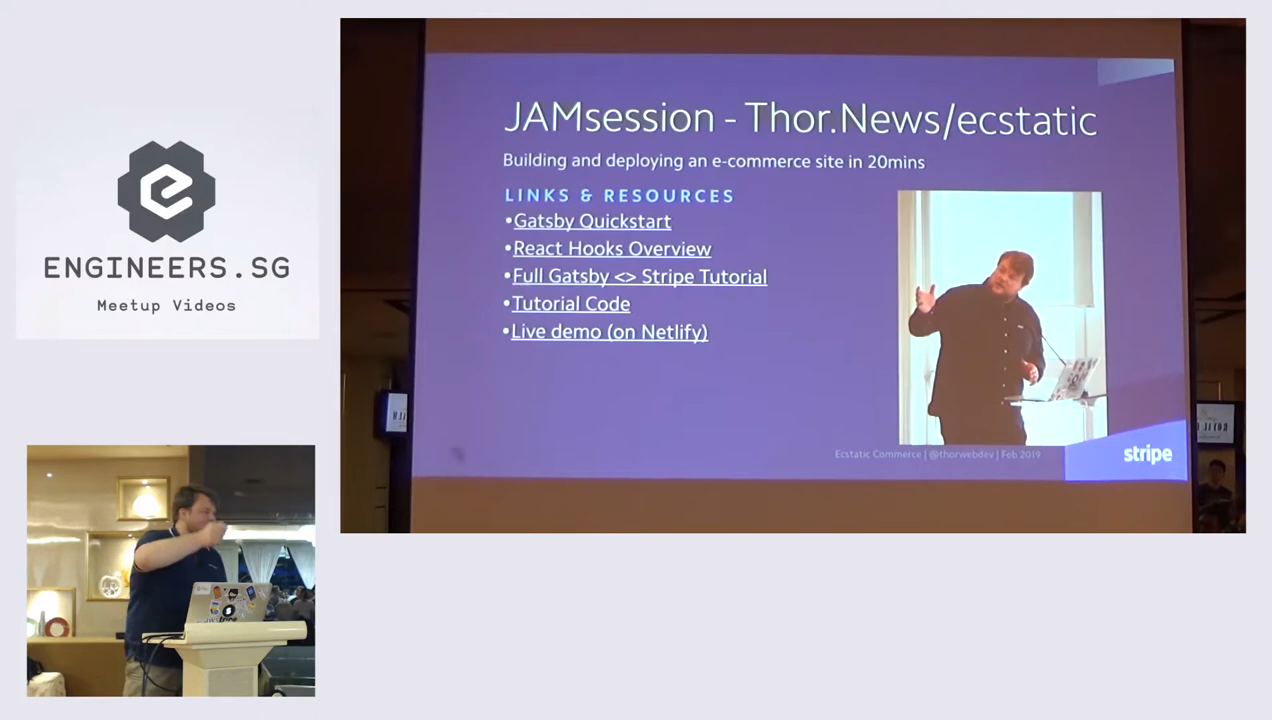 ENGINEERS.SG
Meetup Videos
JAMsession - Thor.News/ecstatic
Building and deploying an e-commerce site in 20mins
LINKS & RESOURCES
•Gatsby Quickstart
•React Hooks Overview
•Full Gatsby <> Stripe Tutorial
•Tutorial Code
•Live demo (on Netlify)
Ecstatic Commerce | @thorwebdev | Feb 2019
stripe